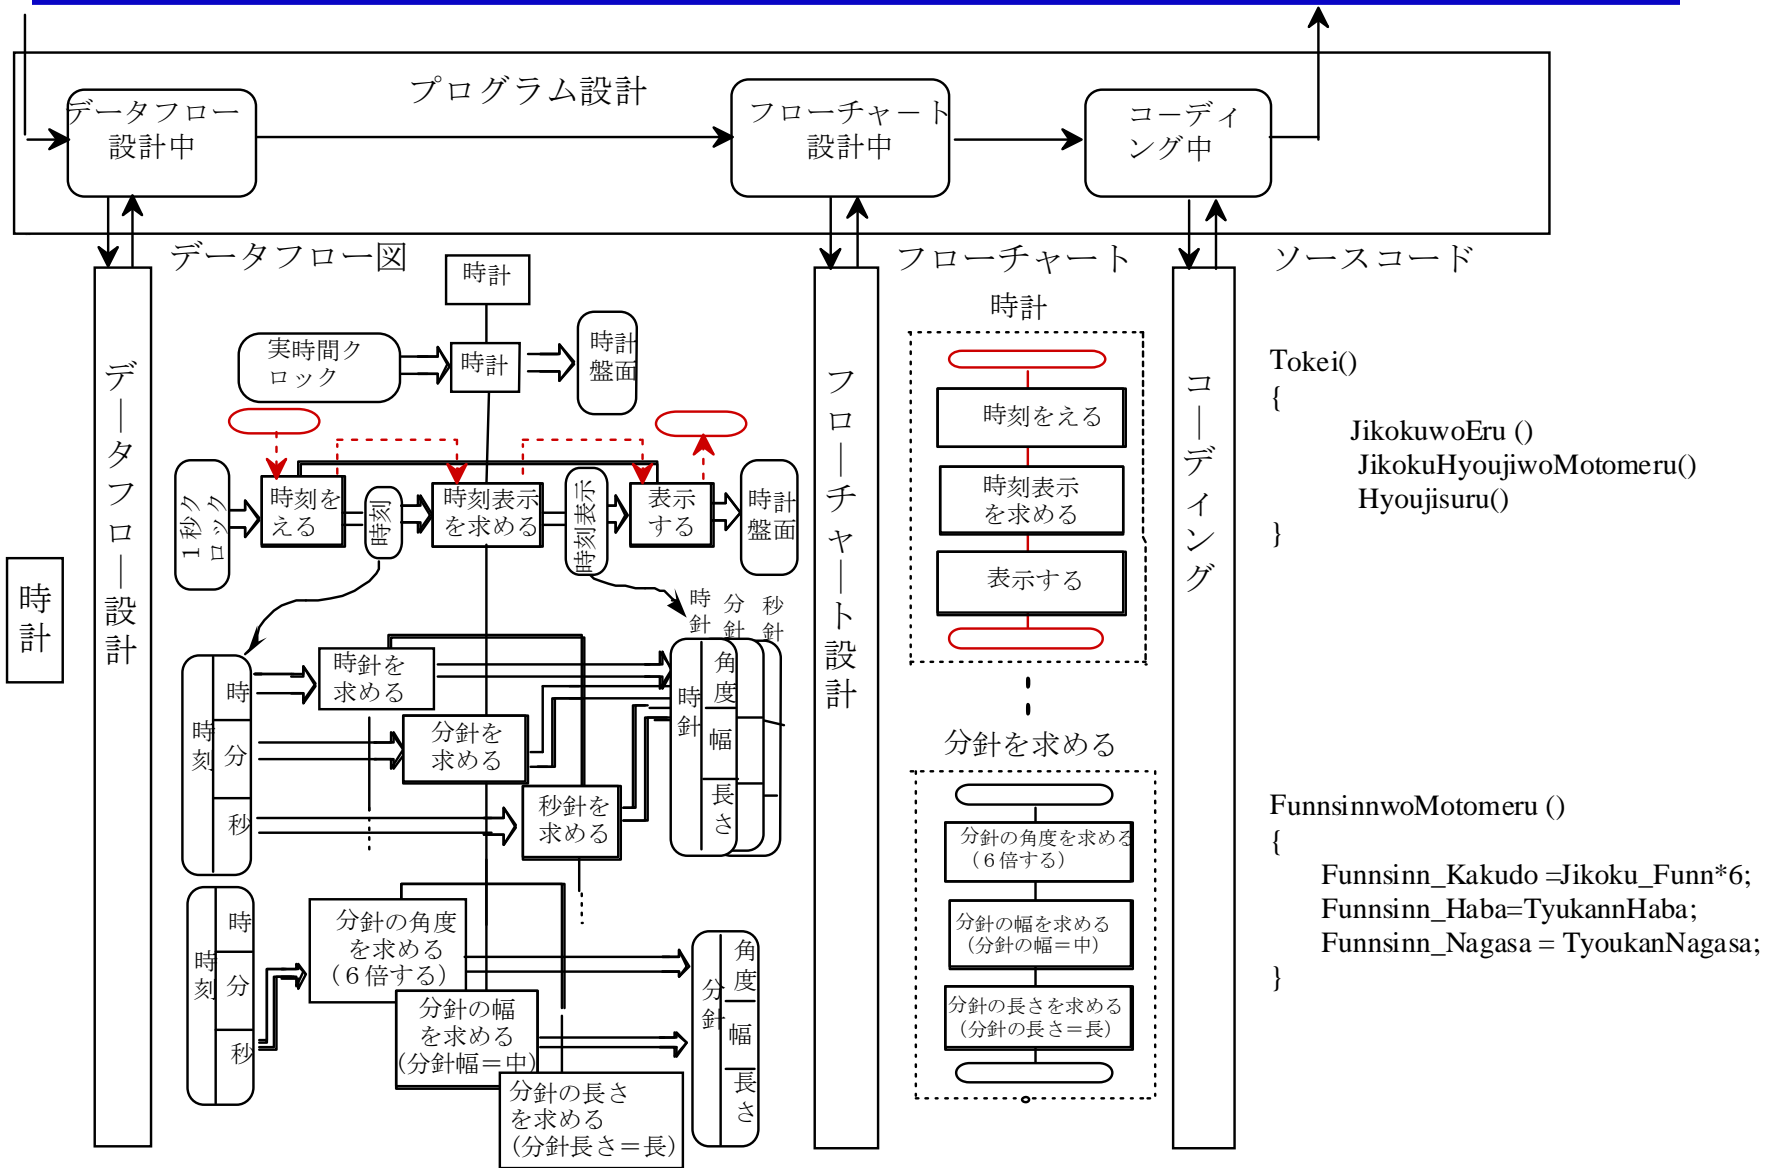 プログラム設計
データフロー
設計中
フローチャート
設計中
コーディ
ング中
データフロー図
フローチャート
ソースコード
時計
データフロー設計
時計
実時間ク
ロック
時計
時計
盤面
1秒ク
ロック
時刻を
える
時刻
時刻表示
を求める
時刻表示
表示
する
時計
盤面
時針
分針
秒針
時刻
時
分
秒
時針を
求める
分針を
求める
秒針を
求める
時針
角度
幅
長さ
時刻
時
分
秒
分針の角度
を求める
(6倍する)
分針の幅
を求める
(分針幅＝中)
分針の長さ
を求める
(分針長さ＝長)
分針
角度
幅
長さ
フローチャート設計
時計
時刻をえる
時刻表示
を求める
表示する
分針を求める
分針の角度を求める
(6倍する)
分針の幅を求める
(分針の幅＝中)
分針の長さを求める
(分針の長さ＝長)
コーディング
Tokei()
{
JikokuwoEru ()
JikokuHyoujiwoMotomeru()
Hyoujisuru()
}
FunnsinnwoMotomeru ()
{
Funnsinn_Kakudo =Jikoku_Funn*6;
Funnsinn_Haba=TyukannHaba;
Funnsinn_Nagasa = TyoukanNagasa;
}